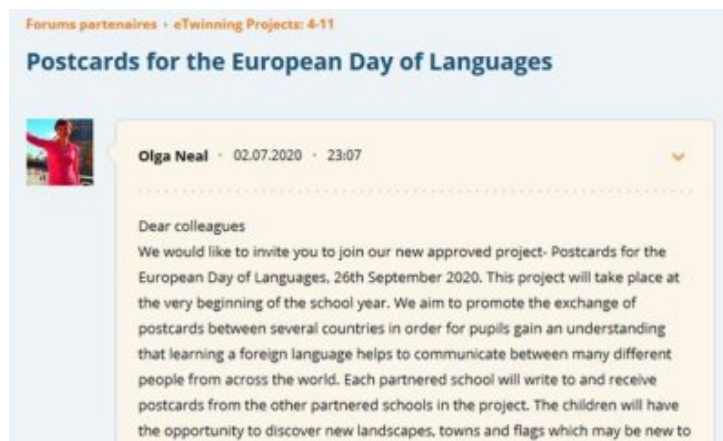 Forums partenaires › eTwinning Projects: 4-11
Postcards for the European Day of Languages
Olga Neal · 02.07.2020 · 23:07
Dear colleagues
We would like to invite you to join our new approved project- Postcards for the
European Day of Languages, 26th September 2020. This project will take place at
the very beginning of the school year. We aim to promote the exchange of
postcards between several countries in order for pupils gain an understanding
that learning a foreign language helps to communicate between many different
people from across the world. Each partnered school will write to and receive
postcards from the other partnered schools in the project. The children will have
the opportunity to discover new landscapes, towns and flags which may be new to